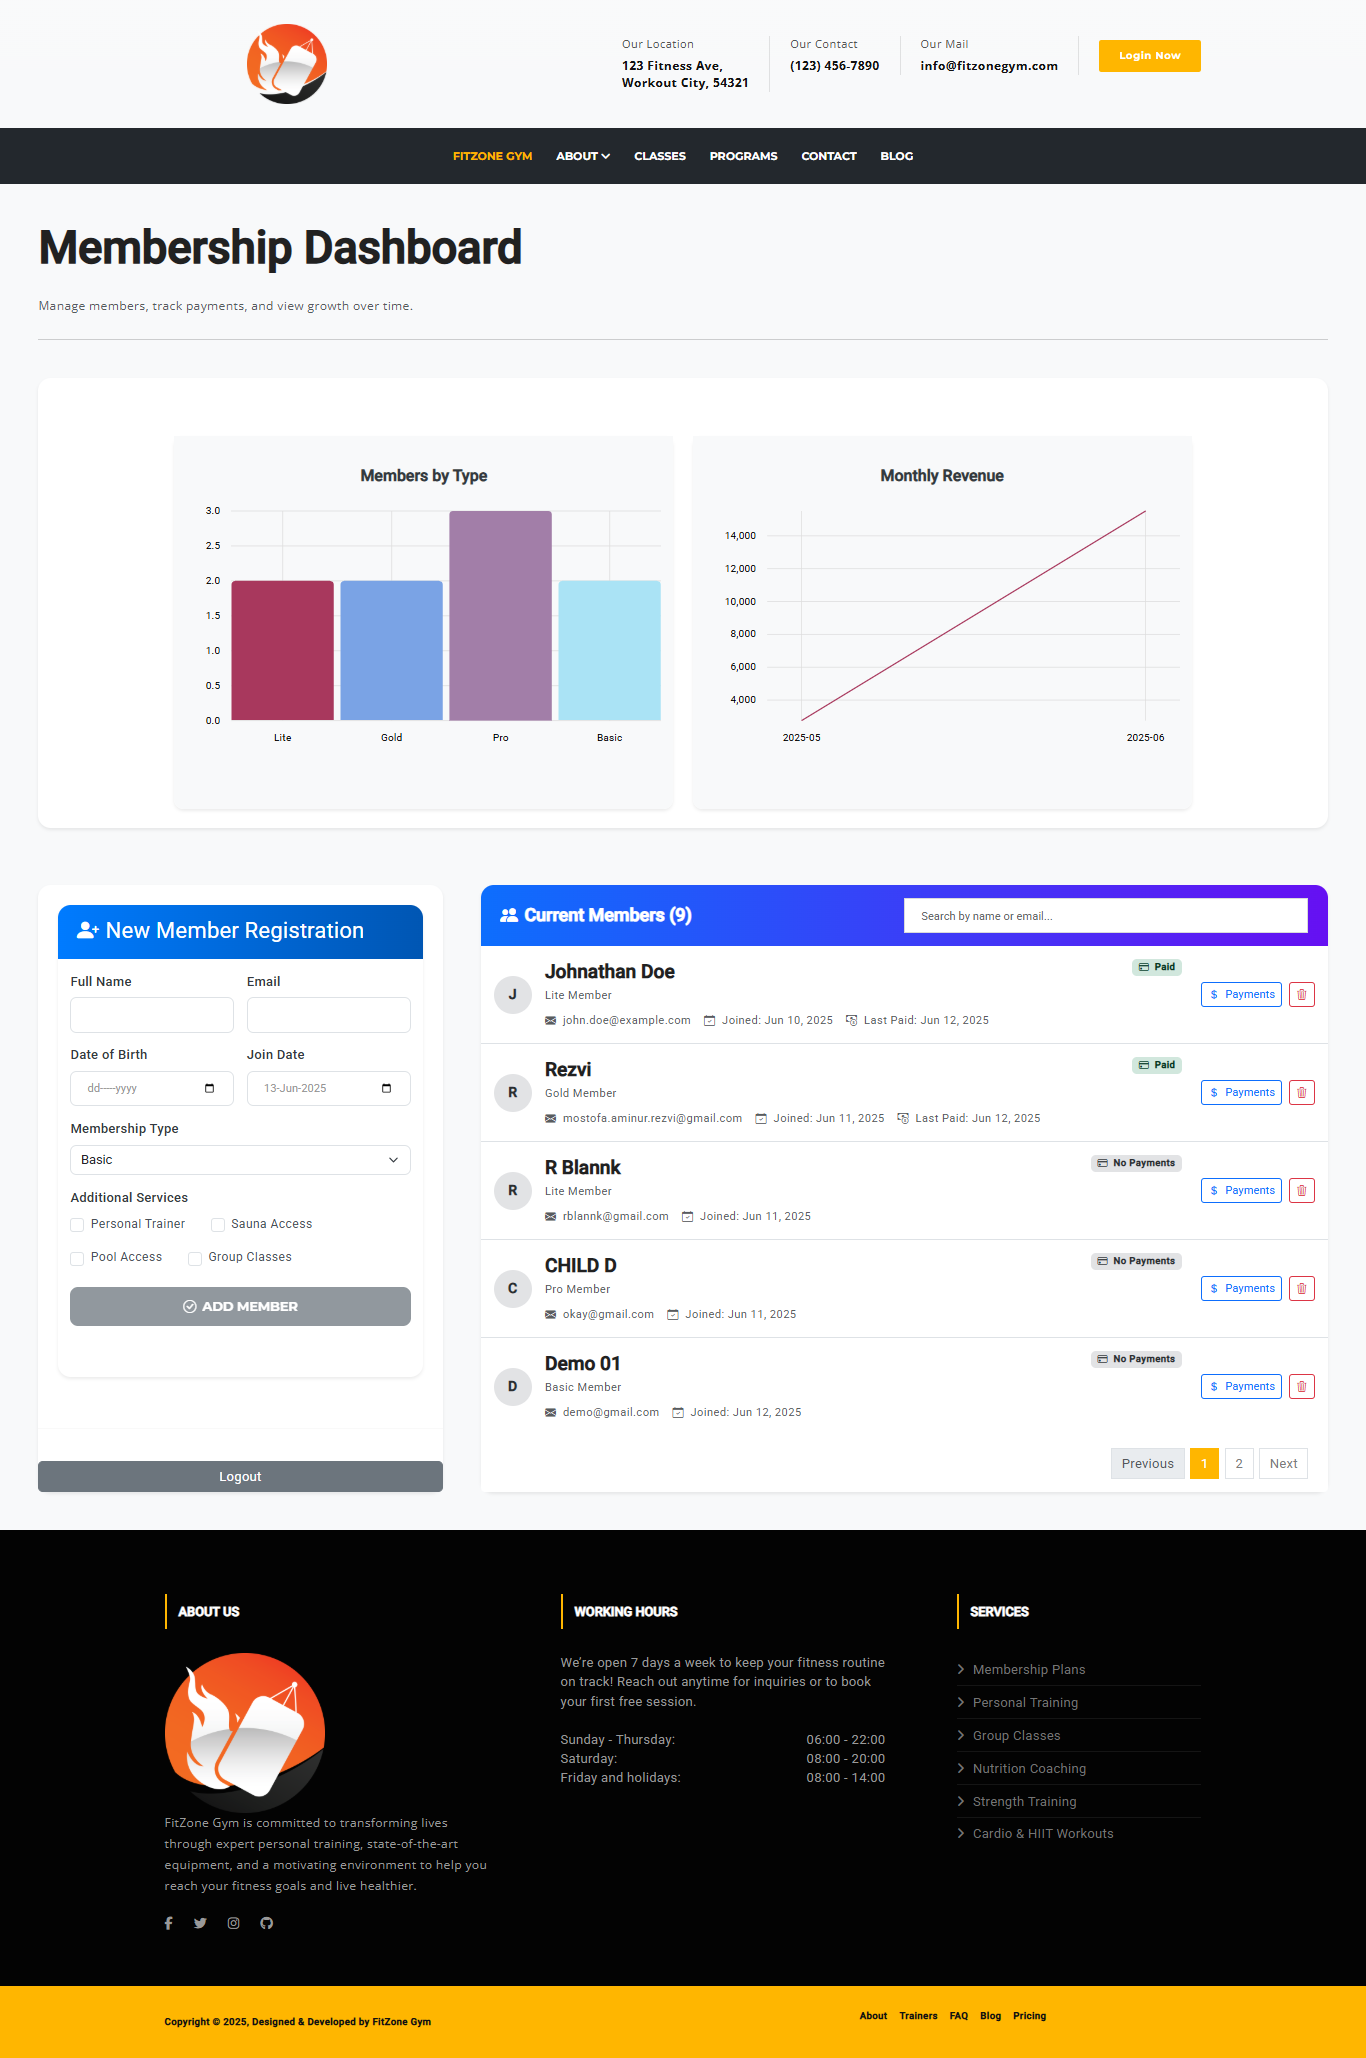 Our Location
123 Fitness Ave,
Workout City, 54321
Our Contact
(123) 456-7890
Our Mail
info@fitzonegym.com
Login Now
FITZONE GYM ABOUT CLASSES PROGRAMS CONTACT BLOG
Membership Dashboard
Manage members, track payments, and view growth over time.
Members by Type
3.0
2.5
2.0
1.5
1.0
0.5
0.0
Lite Gold Pro Basic
Monthly Revenue
14,000
12,000
10,000
8,000
6,000
4,000
2025-05 2025-06
New Member Registration
Full Name Email
Date of Birth Join Date
dd-----yyyy 13-Jun-2025
Membership Type
Basic
Additional Services
Personal Trainer Sauna Access
Pool Access Group Classes
ADD MEMBER
Logout
Current Members (9)
Search by name or email...
J
Johnathan Doe
Paid
Lite Member
john.doe@example.com Joined: Jun 10, 2025 Last Paid: Jun 12, 2025
$ Payments
R
Rezvi
Paid
Gold Member
mostofa.aminur.rezvi@gmail.com Joined: Jun 11, 2025 Last Paid: Jun 12, 2025
$ Payments
R
R Blannk
No Payments
Lite Member
rblannk@gmail.com Joined: Jun 11, 2025
$ Payments
C
CHILD D
No Payments
Pro Member
okay@gmail.com Joined: Jun 11, 2025
$ Payments
D
Demo 01
No Payments
Basic Member
demo@gmail.com Joined: Jun 12, 2025
$ Payments
Previous 1 2 Next
ABOUT US
FitZone Gym is committed to transforming lives
through expert personal training, state-of-the-art
equipment, and a motivating environment to help you
reach your fitness goals and live healthier.
WORKING HOURS
We’re open 7 days a week to keep your fitness routine
on track! Reach out anytime for inquiries or to book
your first free session.
Sunday - Thursday: 06:00 - 22:00
Saturday: 08:00 - 20:00
Friday and holidays: 08:00 - 14:00
SERVICES
Membership Plans
Personal Training
Group Classes
Nutrition Coaching
Strength Training
Cardio & HIIT Workouts
Copyright © 2025, Designed & Developed by FitZone Gym
About Trainers FAQ Blog Pricing